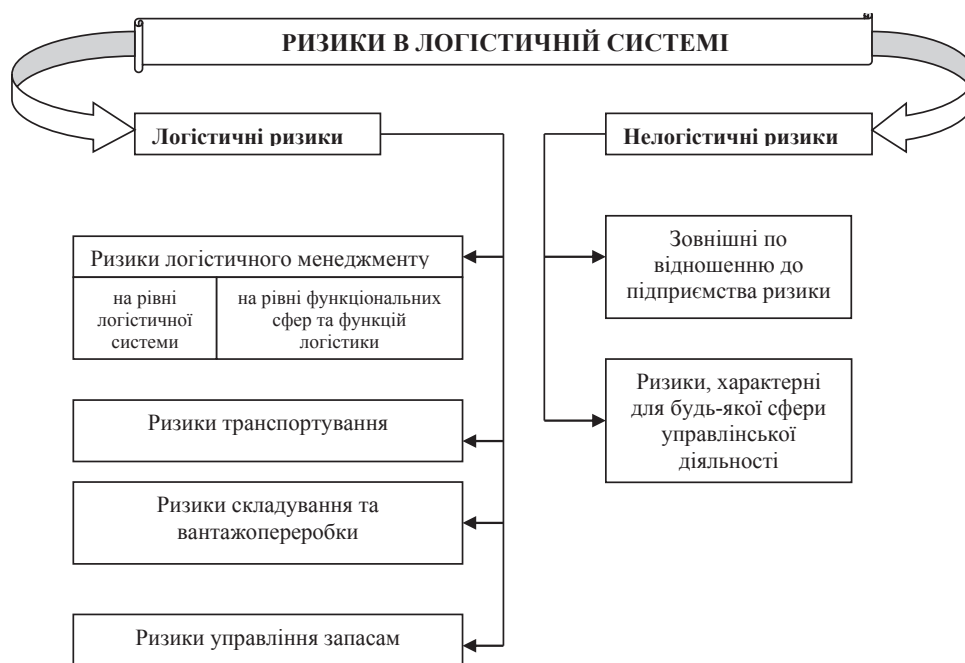 РИЗИКИ В ЛОГІСТИЧНІЙ СИСТЕМІ
Логістичні ризики
Нелогістичні ризики
Ризики логістичного менеджменту
на рівні
логістичної
системи
на рівні функціональних
сфер та функцій
логістики
Ризики транспортування
Ризики складування та
вантажопереробки
Ризики управління запасам
Зовнішні по
відношенню до
підприємства ризики
Ризики, характерні
для будь-якої сфери
управлінської
діяльності